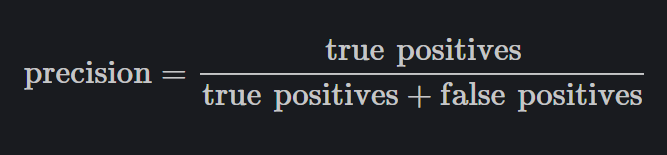 precision = true positives / true positives + false positives